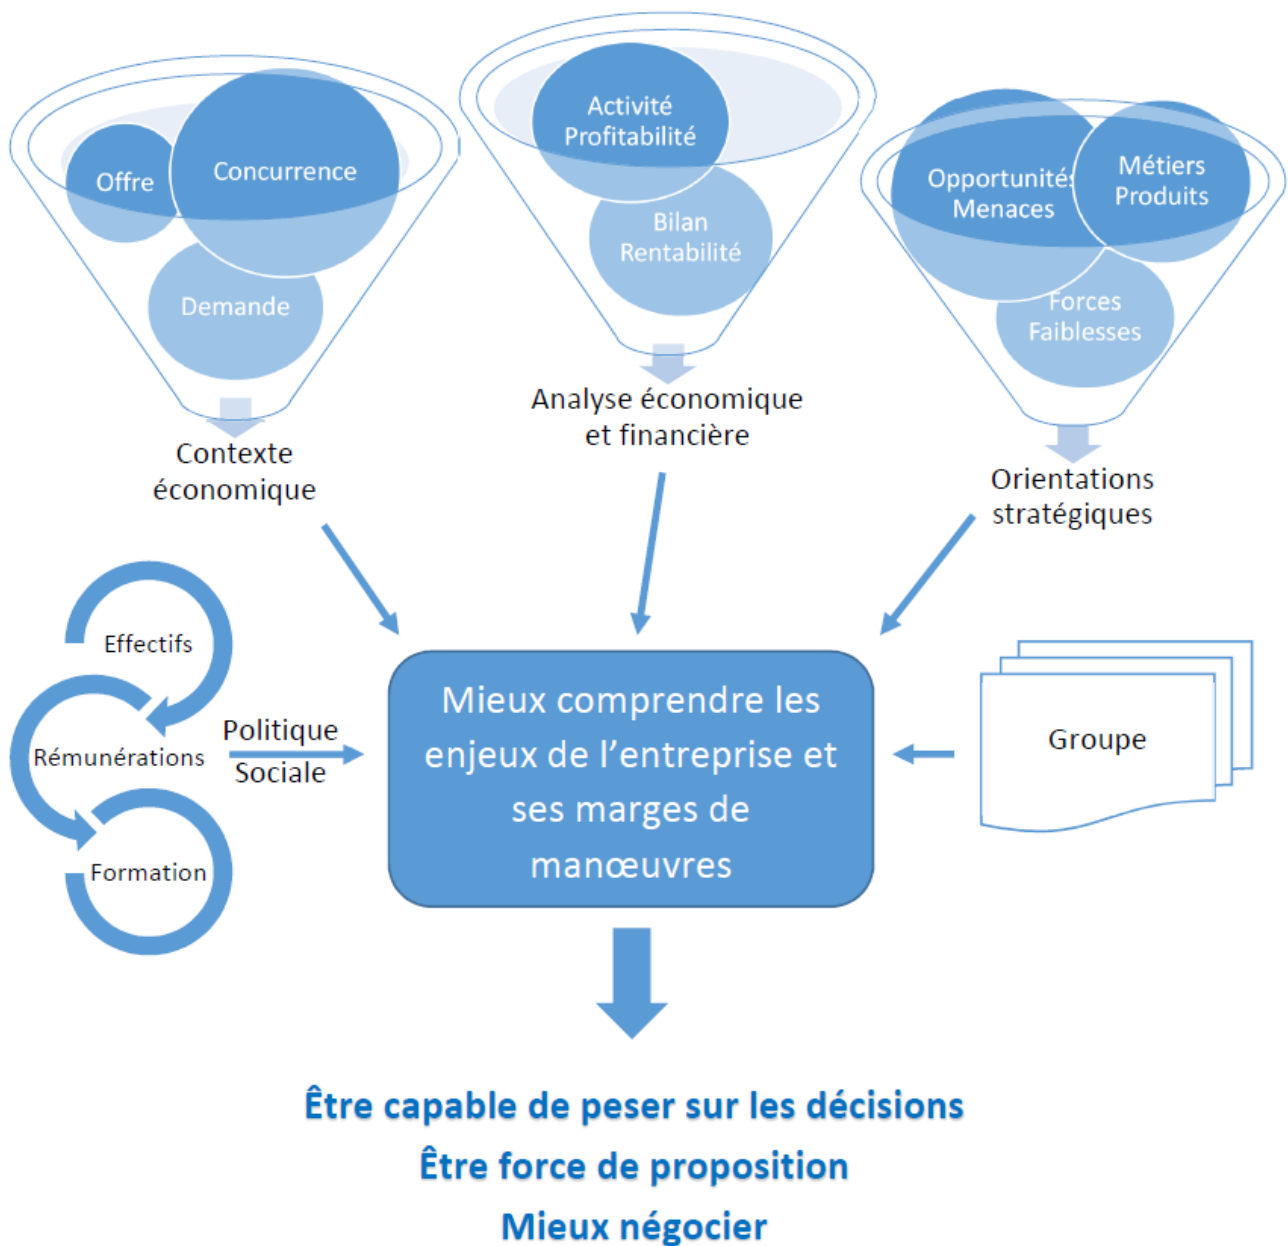 Offre
Concurrence
Demande
Contexte
économique
Activité
Profitabilité
Bilan
Rentabilité
Analyse économique
et financière
Opportunités
Menaces
Métiers
Produits
Forces
Faiblesses
Orientations
stratégiques
Effectifs
Rémunérations
Formation
Politique
Sociale
Mieux comprendre les
enjeux de l’entreprise et
ses marges de
manœuvres
Groupe
Être capable de peser sur les décisions
Être force de proposition
Mieux négocier